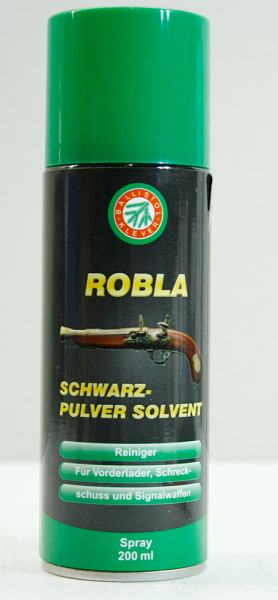 BALLISTOL
KLEVER
ROBLA
SCHWARZ-
PULVER SOLVENT
Reiniger
Für Vorderlader, Schreck-
schuss und Signalwaffen
Spray
200 ml